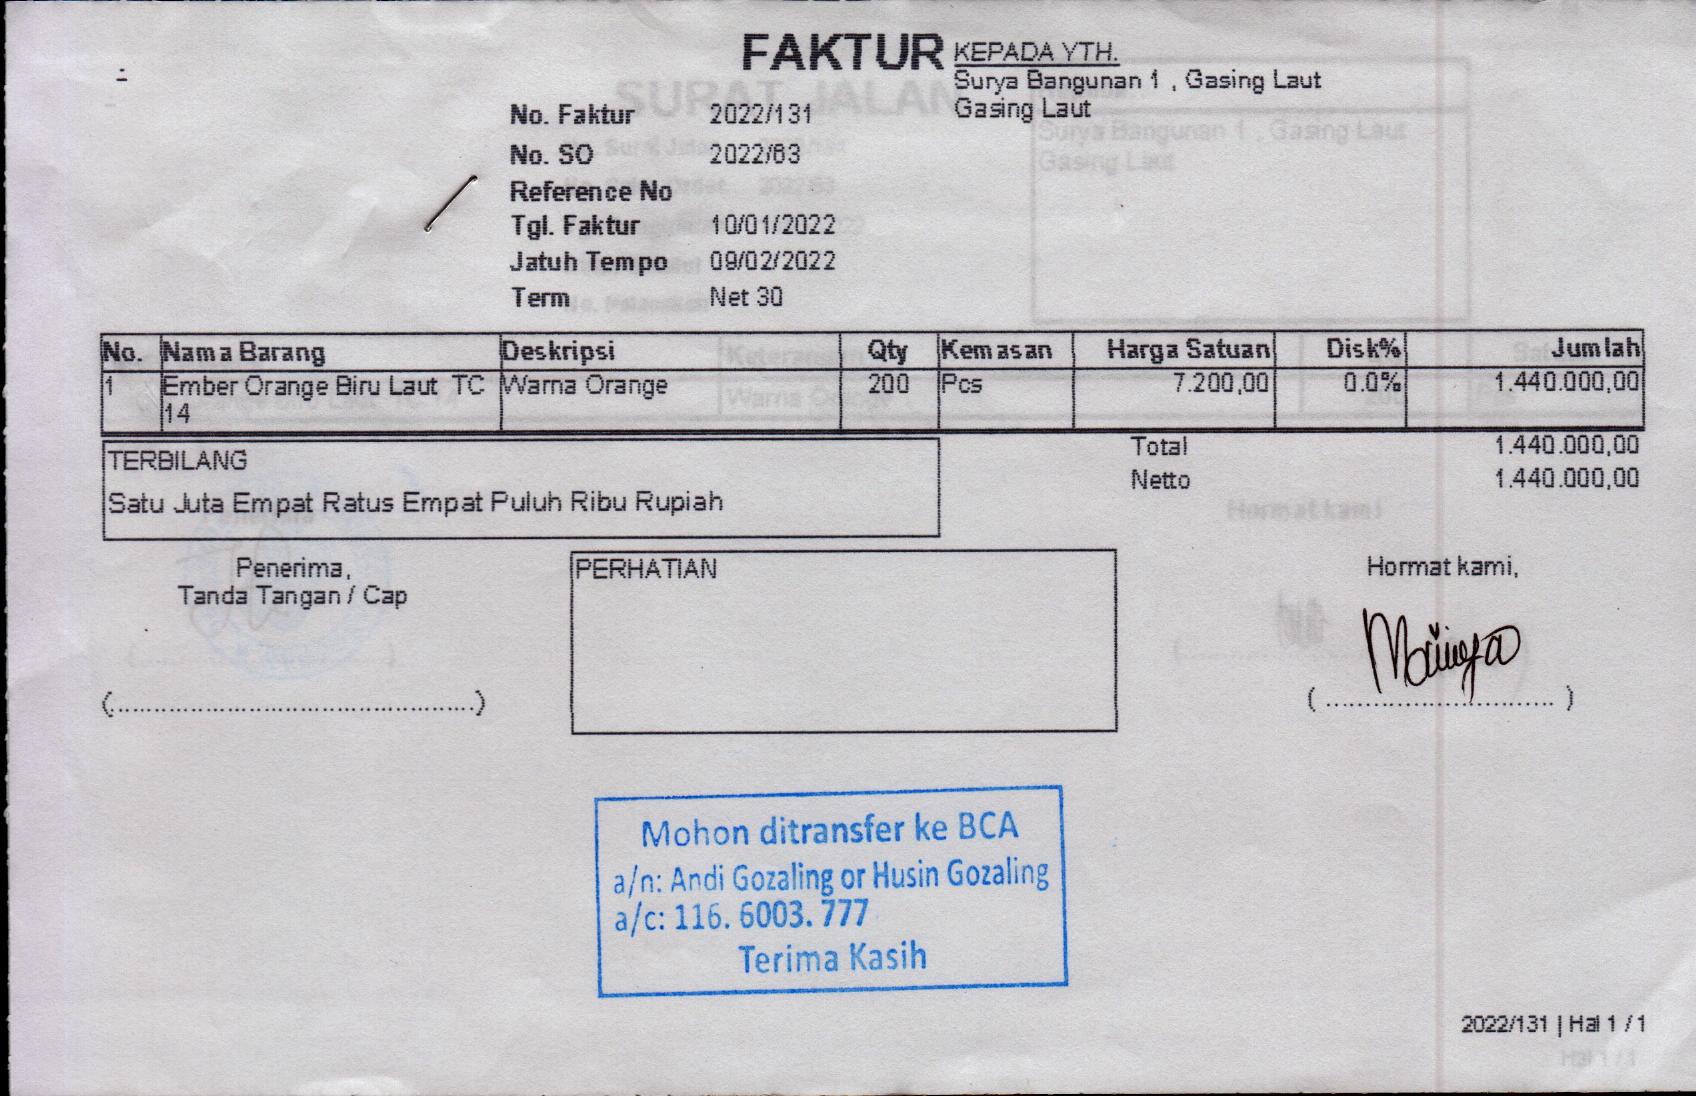 FAKTUR
KEPADA YTH.
Surya Bangunan 1 , Gasing Laut
Gasing Laut
No. Faktur 2022/131
No. SO 2022/63
Reference No
Tgl. Faktur 10/01/2022
Jatuh Tempo 09/02/2022
Term Net 30
No. Nama Barang Deskripsi Qty Kemasan Harga Satuan Disk% Jumlah
1 Ember Orange Biru Laut TC Warna Orange 200 Pcs 7.200,00 0.0% 1.440.000,00
14
Total 1.440.000,00
TERBILANG
Netto 1.440.000,00
Satu Juta Empat Ratus Empat Puluh Ribu Rupiah
Penerima,
Tanda Tangan / Cap
PERHATIAN
Hormat kami,
(................................................)
( .............................. )
Mohon ditransfer ke BCA
a/n: Andi Gozaling or Husin Gozaling
a/c: 116. 6003. 777
Terima Kasih
2022/131 | Hal 1 / 1